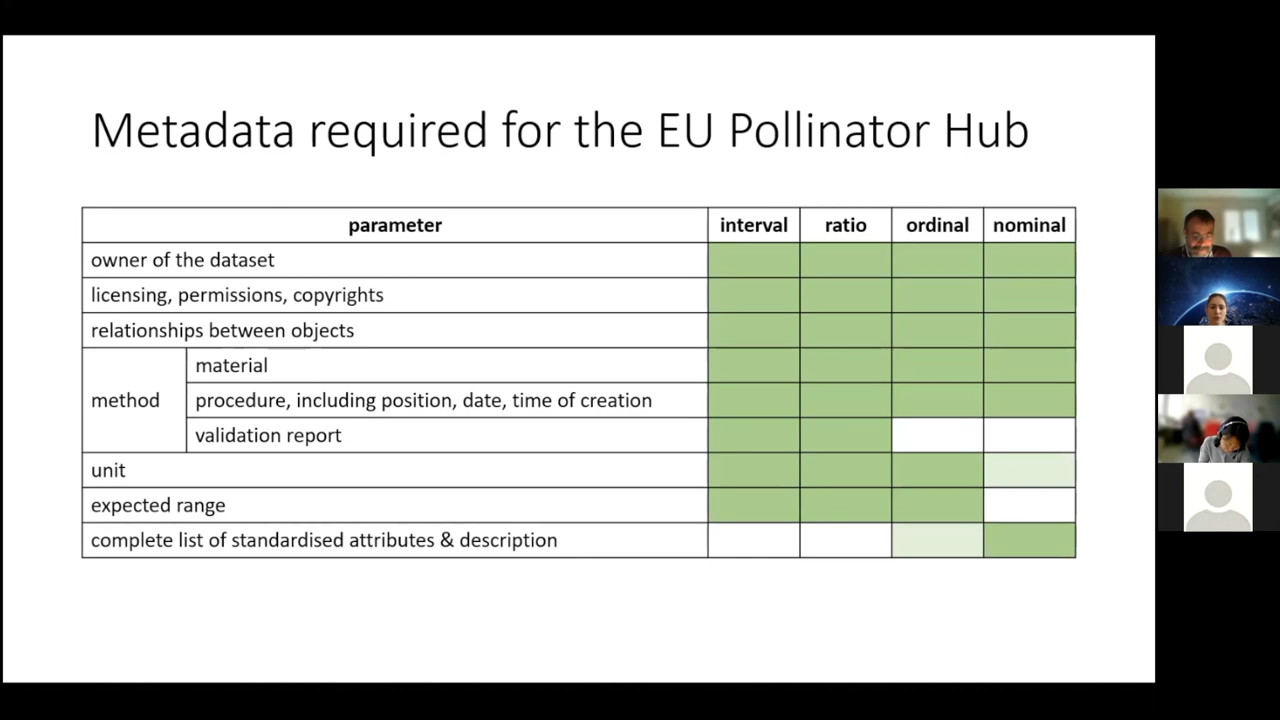 Metadata required for the EU Pollinator Hub
parameter interval ratio ordinal nominal
owner of the dataset
licensing, permissions, copyrights
relationships between objects
material
method
procedure, including position, date, time of creation
validation report
unit
expected range
complete list of standardised attributes & description